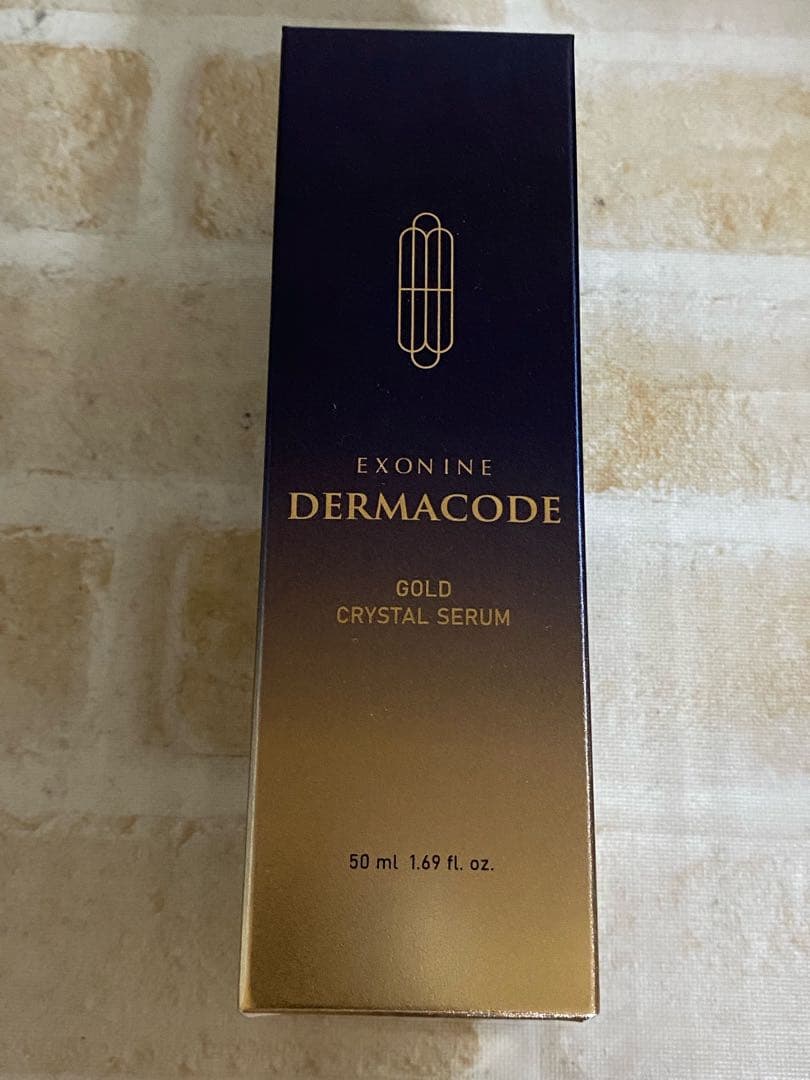 EXONINE
DERMACODE
GOLD
CRYSTAL SERUM
50 ml 1.69 fl. oz.